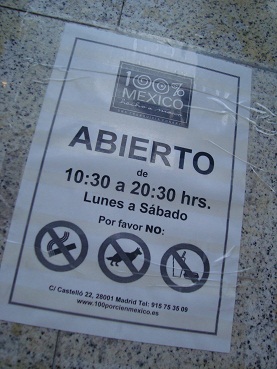 100%
MEXICO
ABIERTO
de
10:30 a 20:30 hrs.
Lunes a Sábado
Por favor NO:
C/ Castelló 22, 28001 Madrid Tel: 915 75 35 09
www.100porcienmexico.es